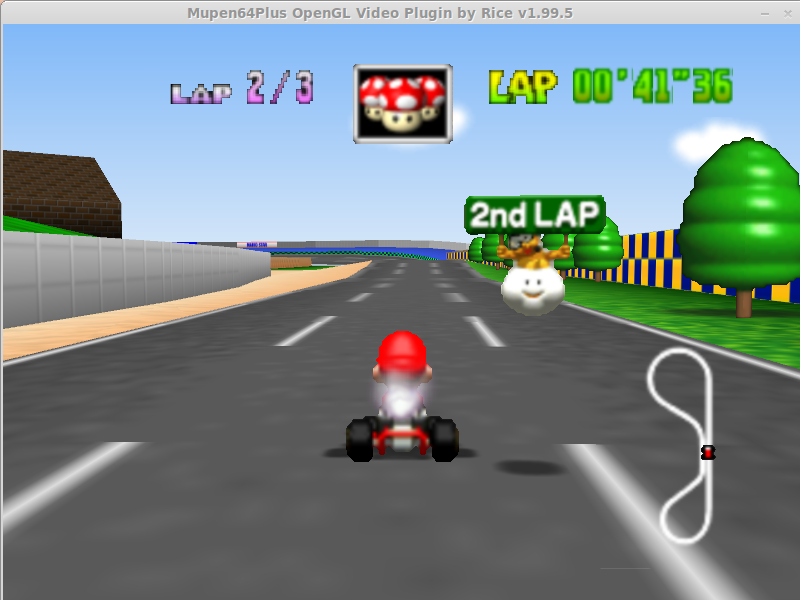 Mupen64Plus OpenGL Video Plugin by Rice v1.99.5
LAP 2/3
LAP 00'41"36
2nd LAP